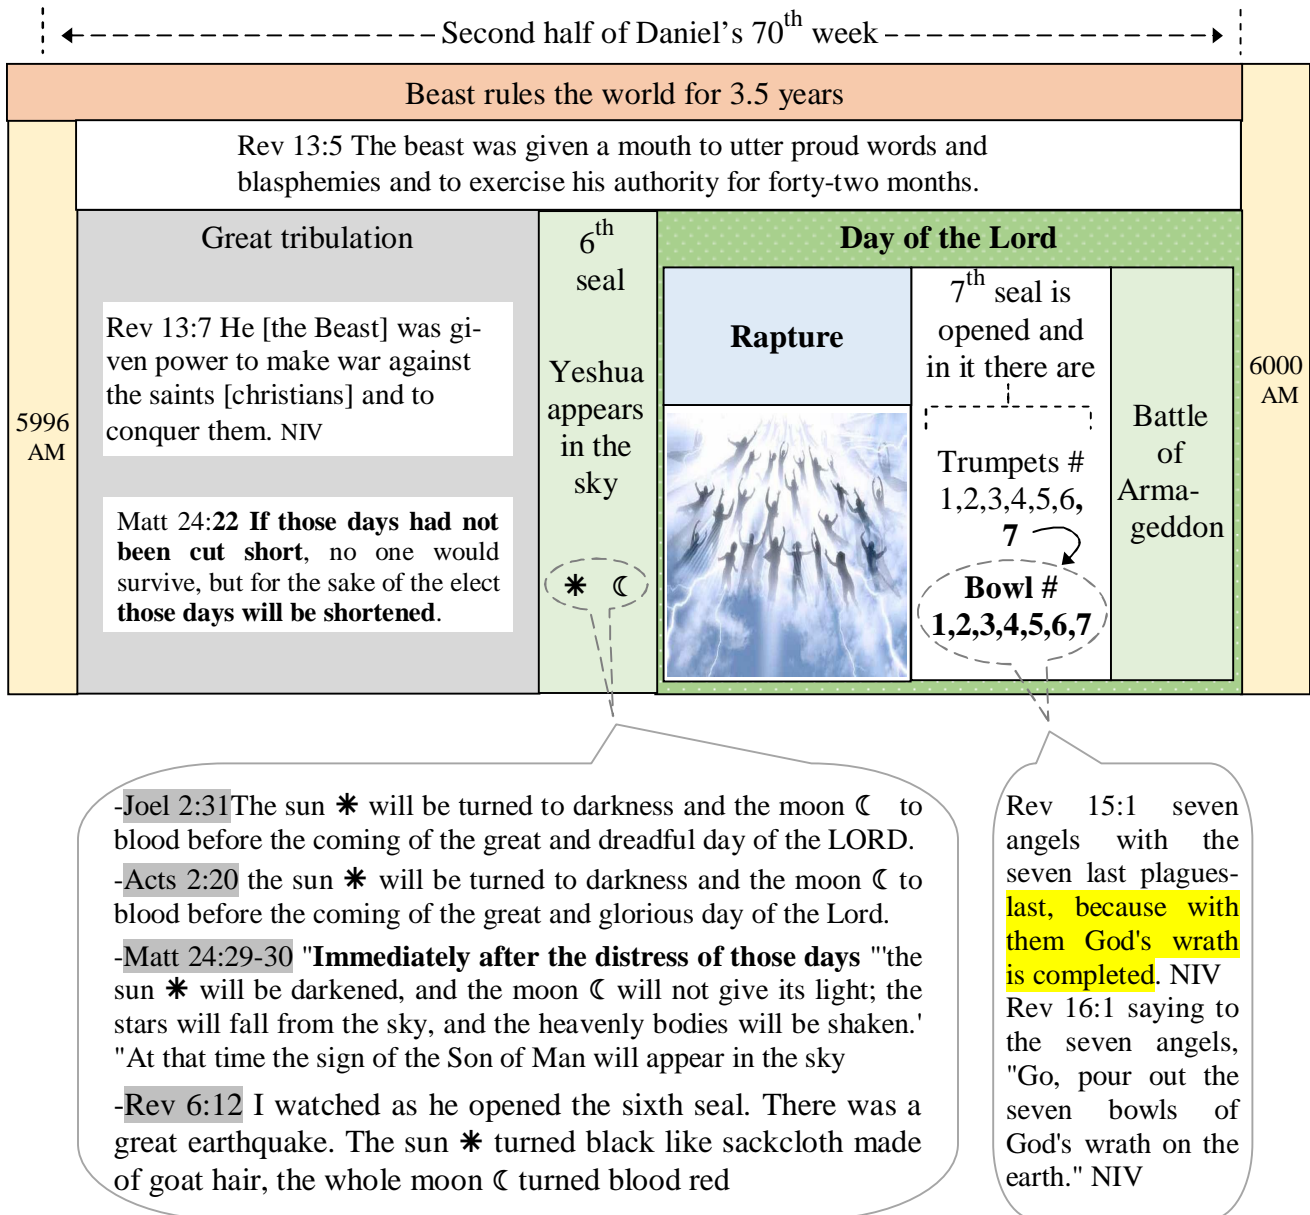 Second half of Daniel's 70th week
Beast rules the world for 3.5 years
Rev 13:5 The beast was given a mouth to utter proud words and
blasphemies and to exercise his authority for forty-two months.
5996
AM
Great tribulation
Rev 13:7 He [the Beast] was gi-
ven power to make war against
the saints [christians] and to
conquer them. NIV
Matt 24:22 If those days had not
been cut short, no one would
survive, but for the sake of the elect
those days will be shortened.
6th
seal
Yeshua
appears
in the
sky
Day of the Lord
Rapture
7th seal is
opened and
in it there are
Trumpets #
1,2,3,4,5,6,
7
Bowl #
1,2,3,4,5,6,7
Battle
of
Arma-
geddon
6000
AM
-Joel 2:31The sun ☀ will be turned to darkness and the moon ☾ to
blood before the coming of the great and dreadful day of the LORD.
-Acts 2:20 the sun ☀ will be turned to darkness and the moon ☾ to
blood before the coming of the great and glorious day of the Lord.
-Matt 24:29-30 "Immediately after the distress of those days "'the
sun ☀ will be darkened, and the moon ☾ will not give its light; the
stars will fall from the sky, and the heavenly bodies will be shaken.'
"At that time the sign of the Son of Man will appear in the sky
-Rev 6:12 I watched as he opened the sixth seal. There was a
great earthquake. The sun ☀ turned black like sackcloth made
of goat hair, the whole moon ☾ turned blood red
Rev 15:1 seven
angels with the
seven last plagues-
last, because with
them God's wrath
is completed. NIV
Rev 16:1 saying to
the seven angels,
"Go, pour out the
seven bowls of
God's wrath on the
earth." NIV